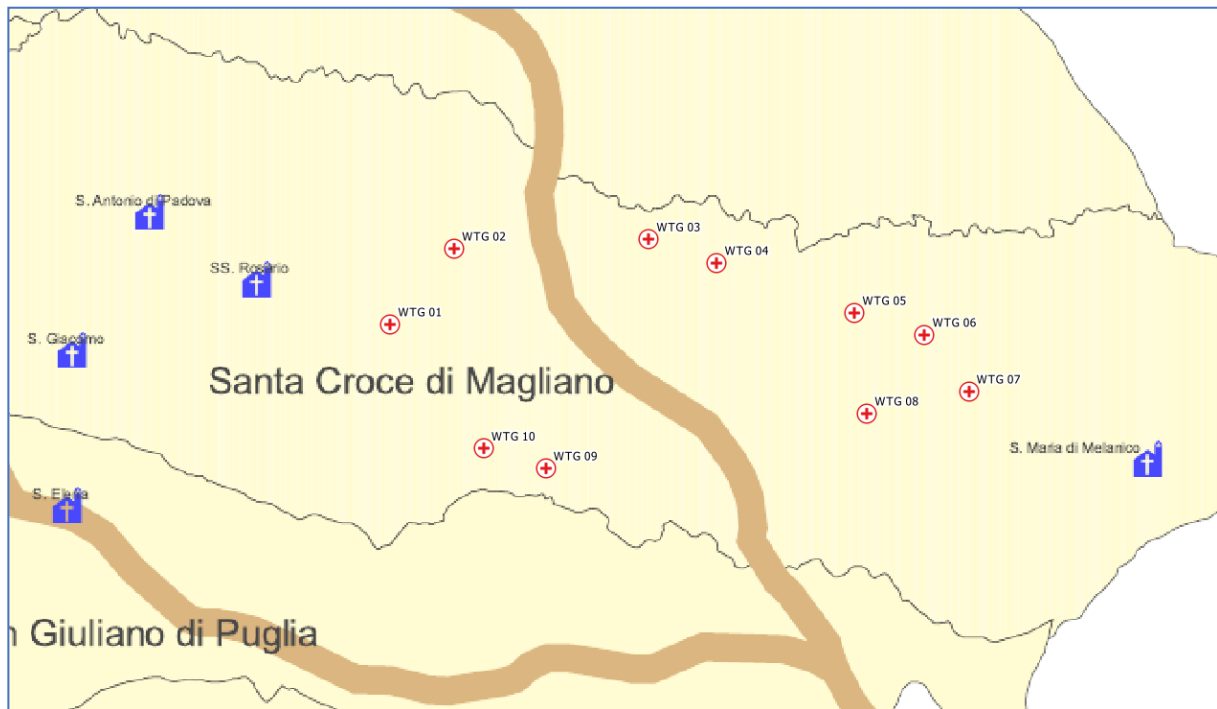 S. Antonio di Padova
WTG 03
WTG 02
WTG 04
SS. Rosario
WTG 05
WTG 01
WTG 06
S. Giacomo
Santa Croce di Magliano
WTG 07
WTG 08
WTG 10
S. Maria di Melanico
WTG 09
S. Elena
n Giuliano di Puglia